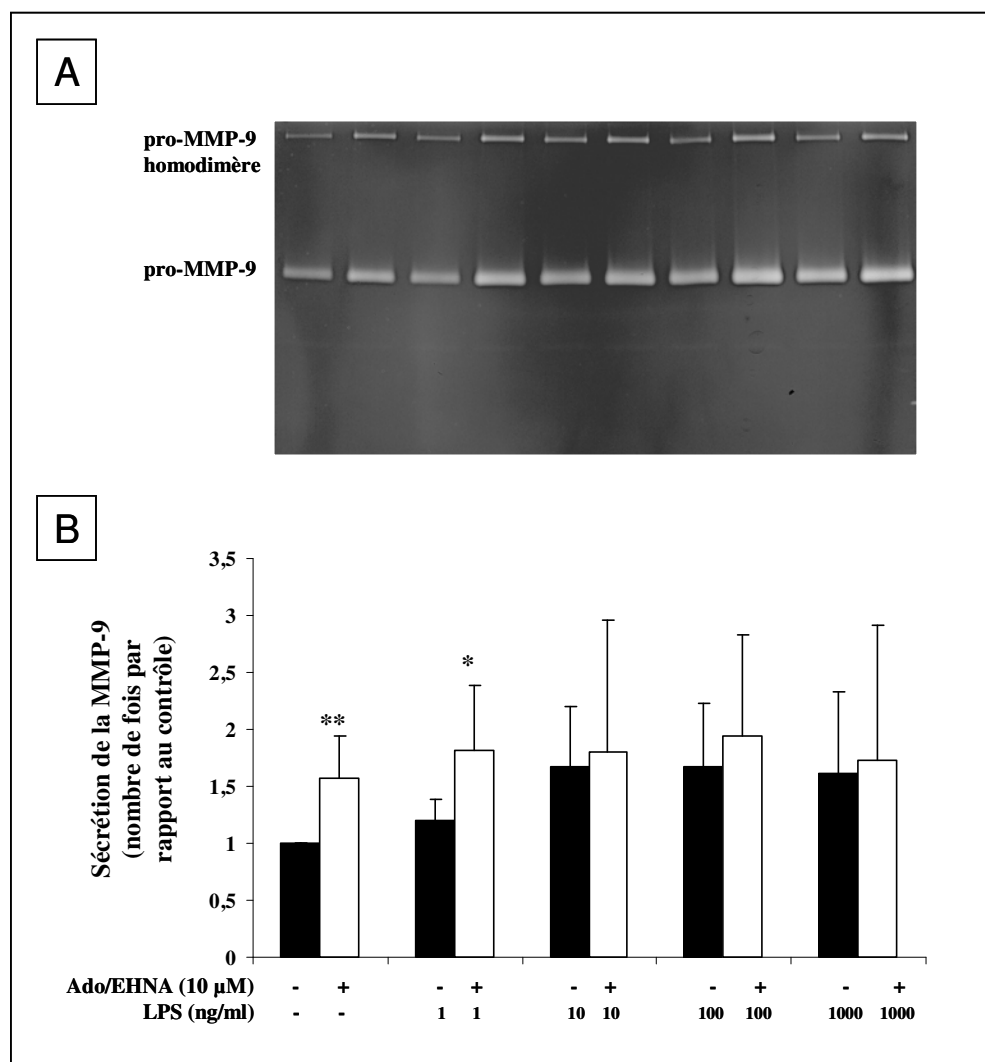 A
pro-MMP-9
homodimère
pro-MMP-9
B
Sécrétion de la MMP-9
(nombre de fois par
rapport au contrôle)
3,5
3
2,5
2
1,5
1
0,5
0
**
*
Ado/EHNA (10 µM) - + - + - + - + - +
LPS (ng/ml) - - 1 1 10 10 100 100 1000 1000